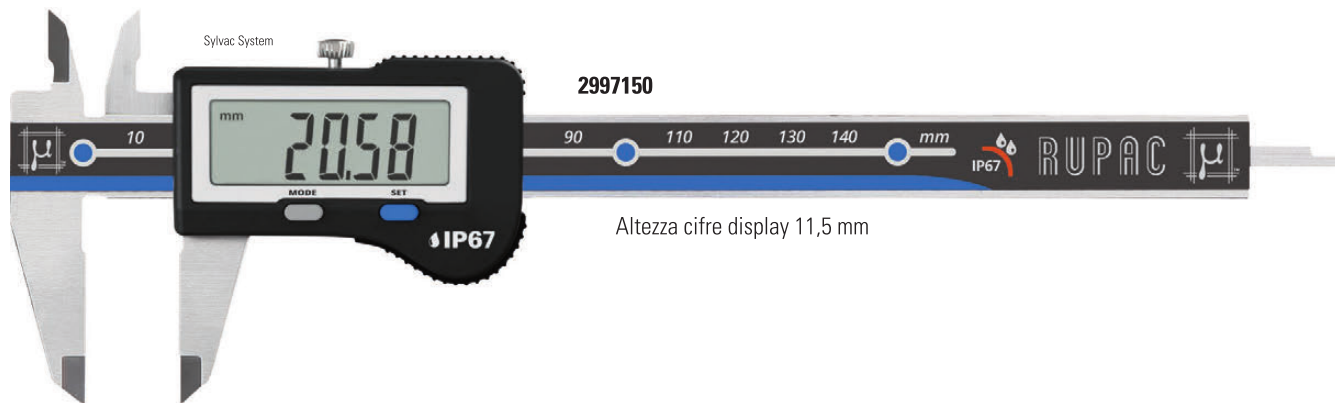 Sylvac System
2997150
μ
10
mm
20.58
MODE
SET
IP67
90 110 120 130 140 mm
IP67
RUPAC
μ
Altezza cifre display 11,5 mm